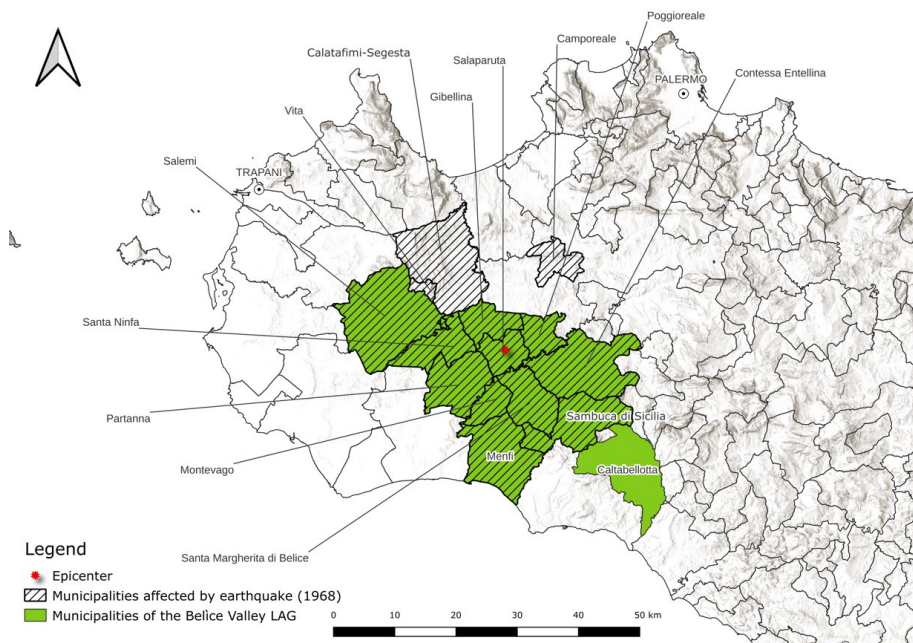 Poggioreale
Camporeale
Calatafimi-Segesta
Salaparuta
PALERMO
Contessa Entellina
Gibellina
Vita
Salemi
TRAPANI
Santa Ninfa
Partanna
Sambuca di Sicilia
Menfi
Caltabellotta
Montevago
Santa Margherita di Belice
Legend
Epicenter
Municipalities affected by earthquake (1968)
Municipalities of the Belìce Valley LAG
0 10 20 30 40 50 km